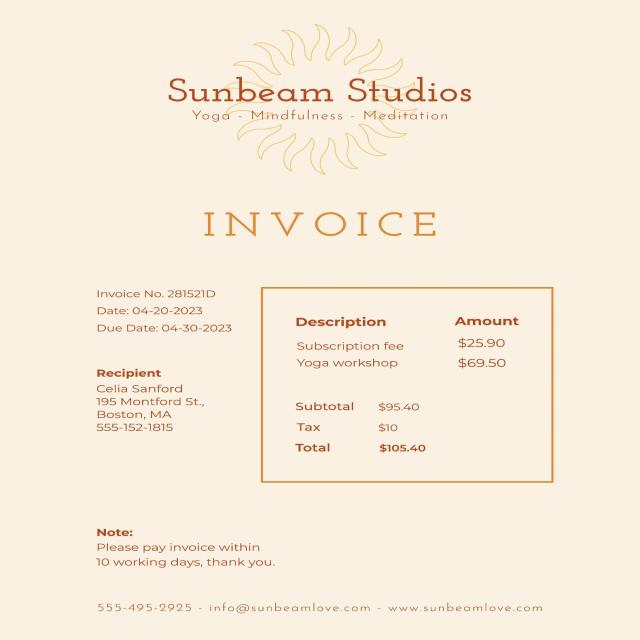 Sunbeam Studios
Yoga - Mindfulness - Meditation
INVOICE
Invoice No. 281521D
Date: 04-20-2023
Due Date: 04-30-2023
Recipient
Celia Sanford
195 Montford St.,
Boston, MA
555-152-1815
Description Amount
Subscription fee $25.90
Yoga workshop $69.50
Subtotal $95.40
Tax $10
Total $105.40
Note:
Please pay invoice within
10 working days, thank you.
555-495-2925 - info@sunbeamlove.com - www.sunbeamlove.com